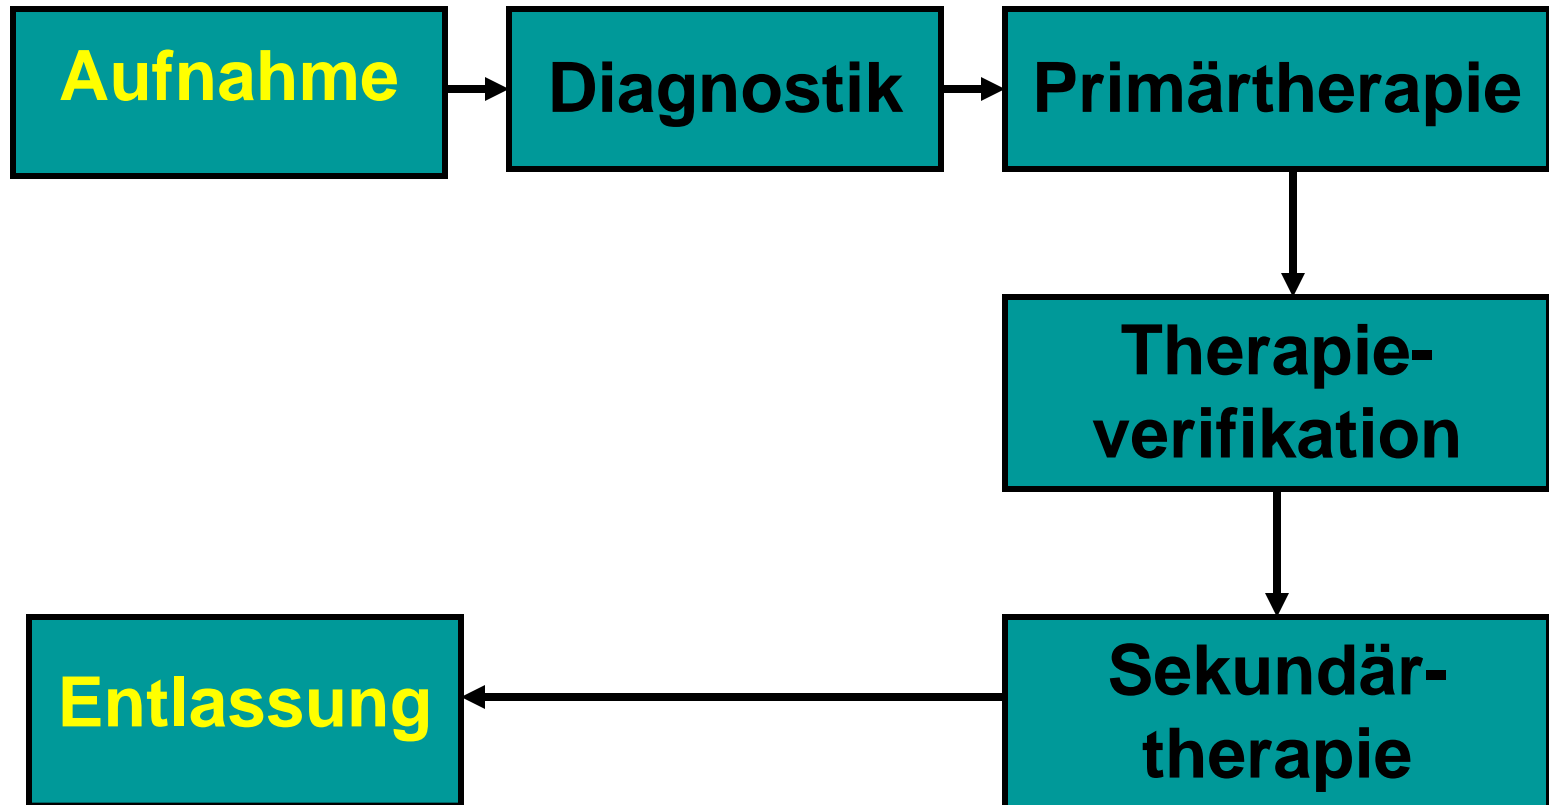 Aufnahme
Diagnostik
Primärtherapie
Therapie-
verifikation
Sekundär-
therapie
Entlassung